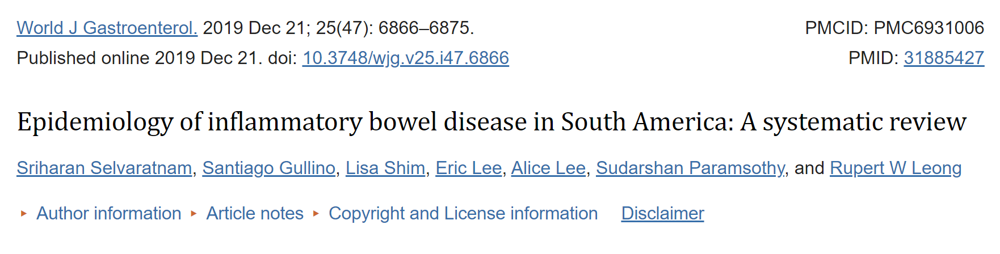 World J Gastroenterol. 2019 Dec 21; 25(47): 6866–6875. PMCID: PMC6931006
Published online 2019 Dec 21. doi: 10.3748/wjg.v25.i47.6866 PMID: 31885427
Epidemiology of inflammatory bowel disease in South America: A systematic review
Sriharan Selvaratnam, Santiago Gullino, Lisa Shim, Eric Lee, Alice Lee, Sudarshan Paramsothy, and Rupert W Leong
▸ Author information ▸ Article notes ▸ Copyright and License information Disclaimer